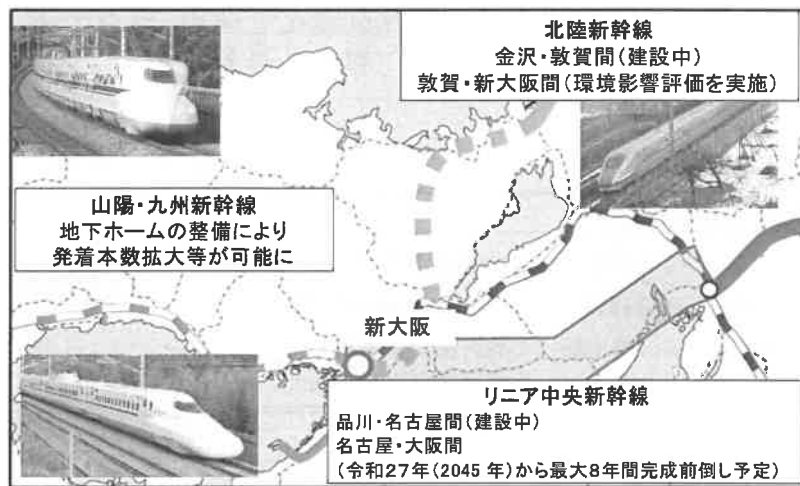 北陸新幹線
金沢・敦賀間(建設中)
敦賀・新大阪間(環境影響評価を実施)
山陽・九州新幹線
地下ホームの整備により
発着本数拡大等が可能に
新大阪
リニア中央新幹線
品川・名古屋間(建設中)
名古屋・大阪間
(令和27年(2045 年)から最大8年間完成前倒し予定)